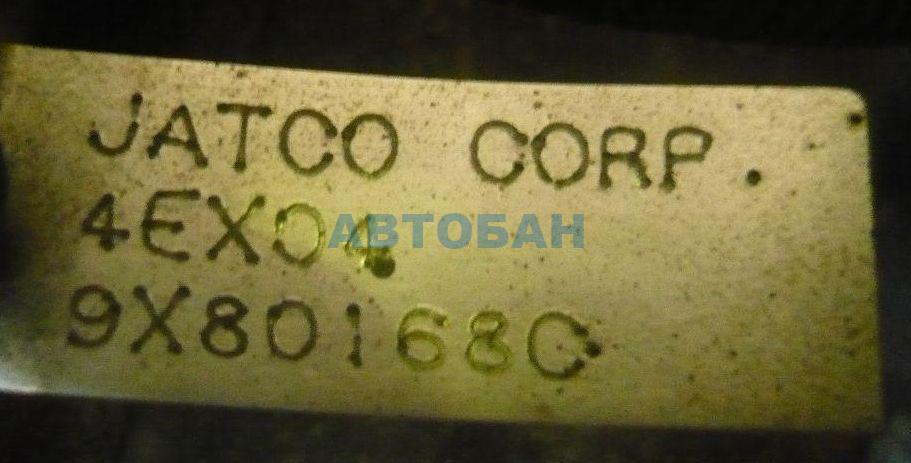 JATCO CORP.
4EX04
АВТОБАН
9X80168C